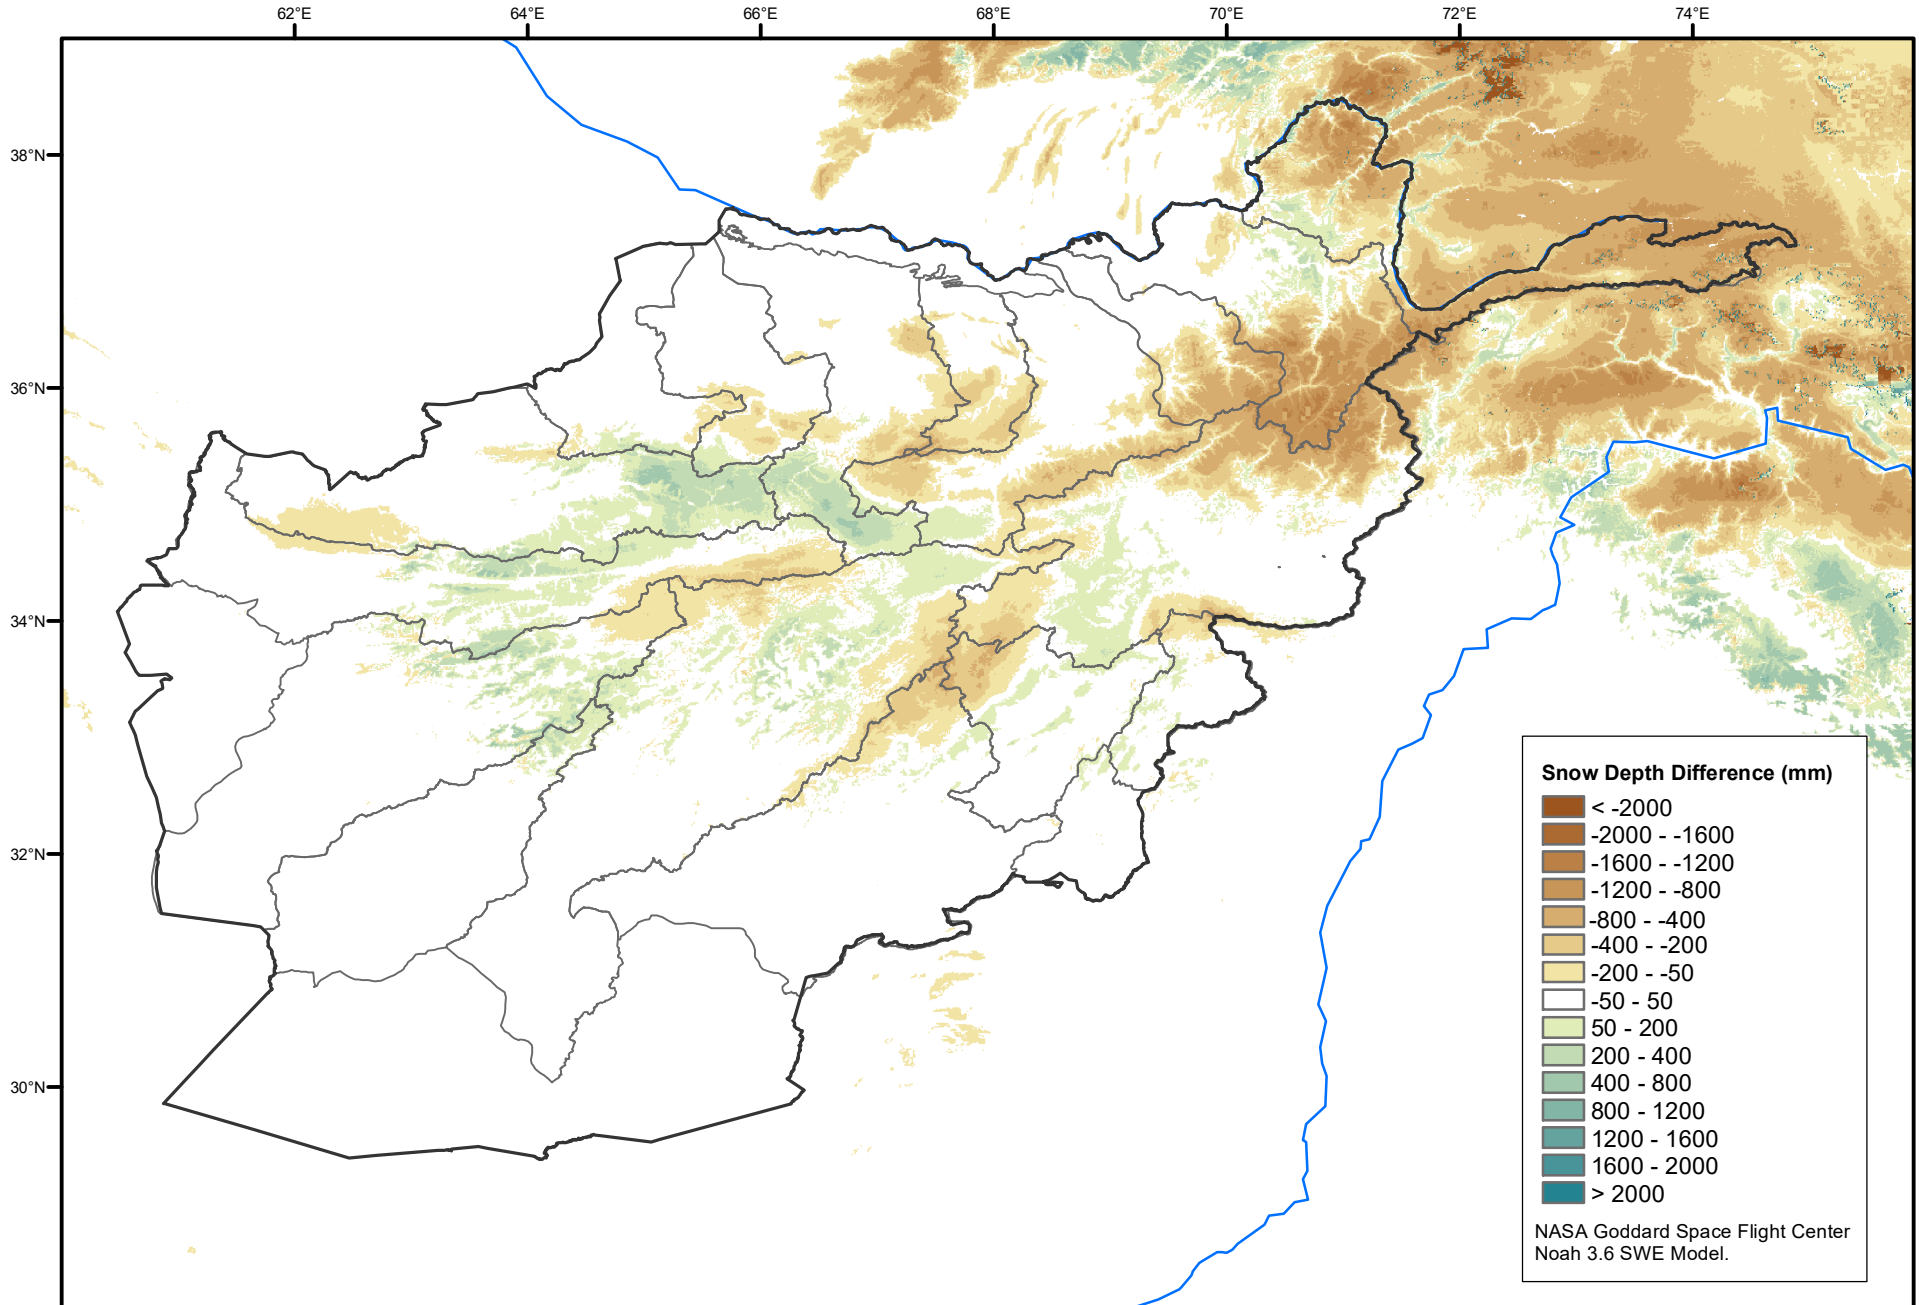 62°E 64°E 66°E 68°E 70°E 72°E 74°E
38°N
36°N
34°N
32°N
30°N
Snow Depth Difference (mm)
< -2000
-2000 - -1600
-1600 - -1200
-1200 - -800
-800 - -400
-400 - -200
-200 - -50
-50 - 50
50 - 200
200 - 400
400 - 800
800 - 1200
1200 - 1600
1600 - 2000
> 2000
NASA Goddard Space Flight Center
Noah 3.6 SWE Model.